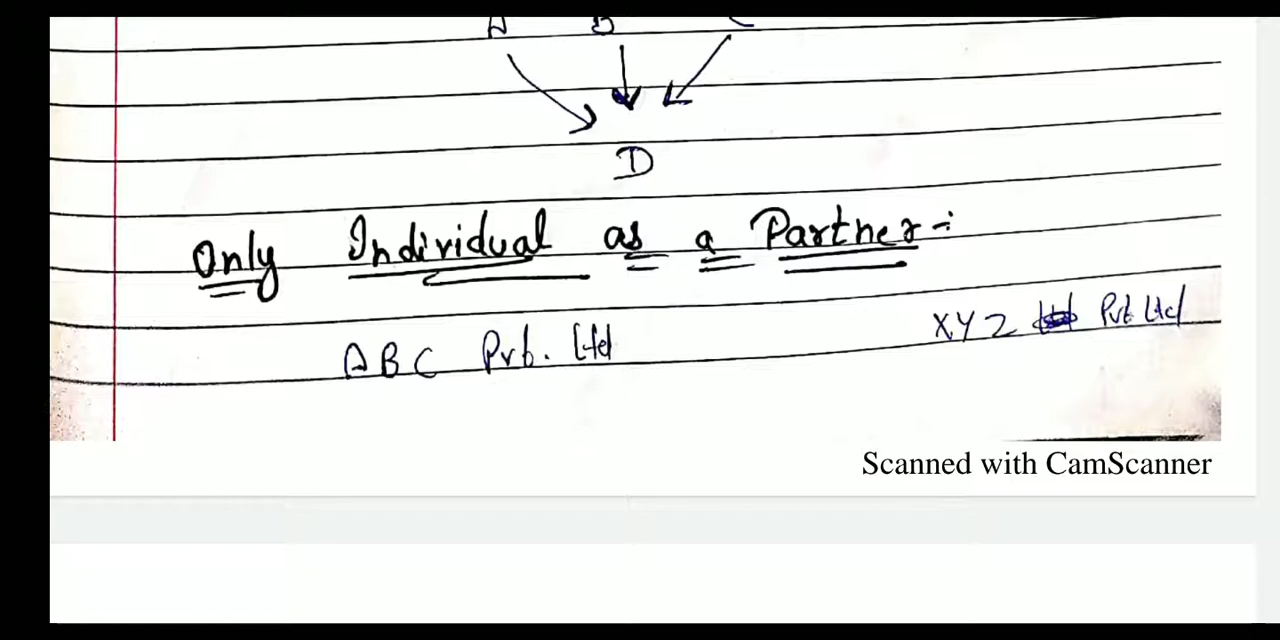 A B C
D
Only Individual as a Partner :-
ABC Pvt. Ltd XYZ Pvt Ltd
Scanned with CamScanner